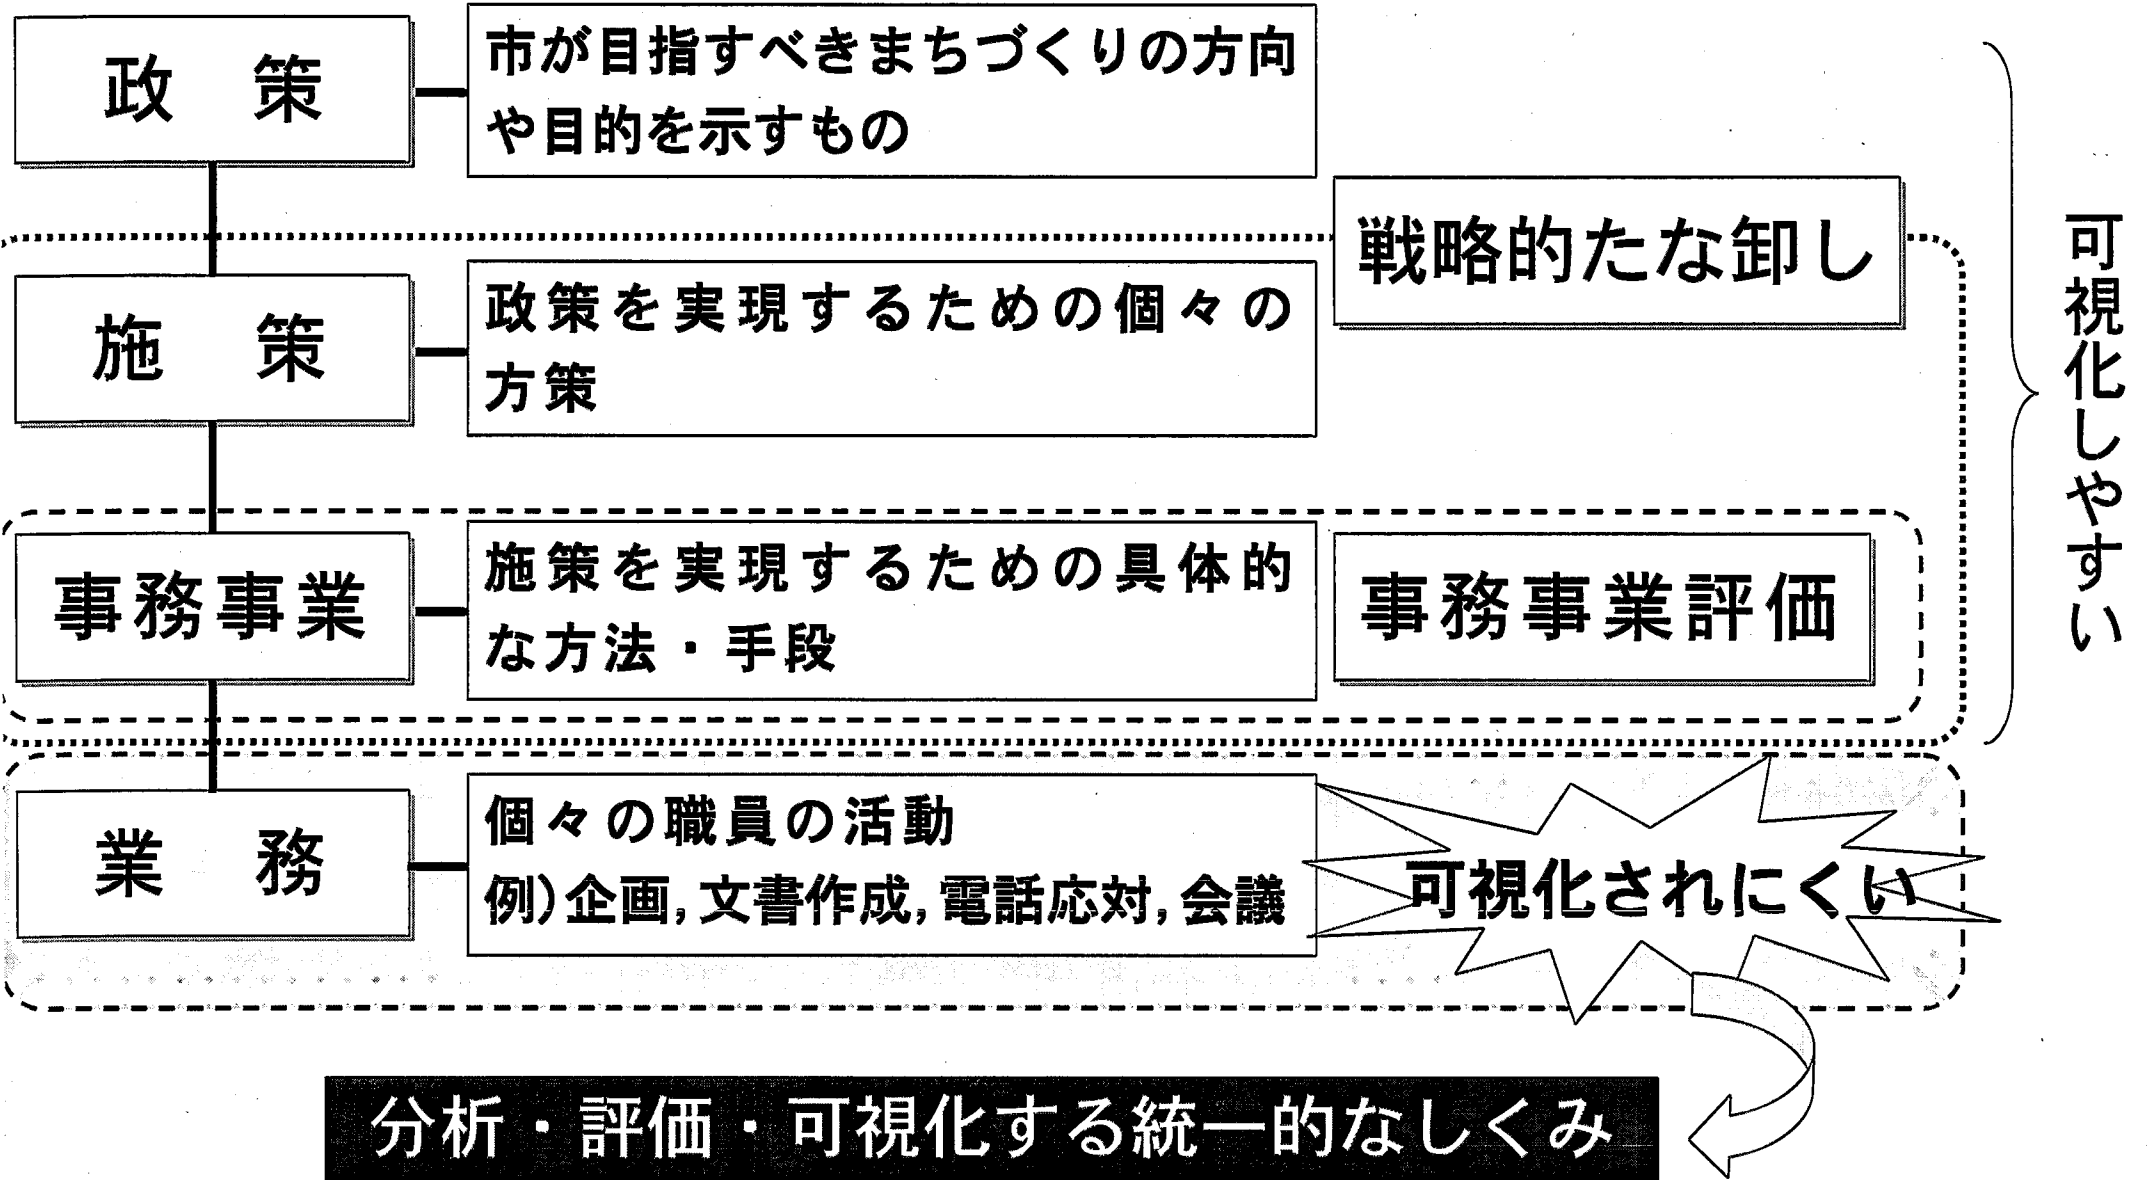 政　策
市が目指すべきまちづくりの方向
や目的を示すもの
戦略的たな卸し
施　策
政策を実現するための個々の
方策
可視化しやすい
事務事業
施策を実現するための具体的
な方法・手段
事務事業評価
業　務
個々の職員の活動
例）企画，文書作成，電話応対，会議
可視化されにくい
分析・評価・可視化する統一的なしくみ